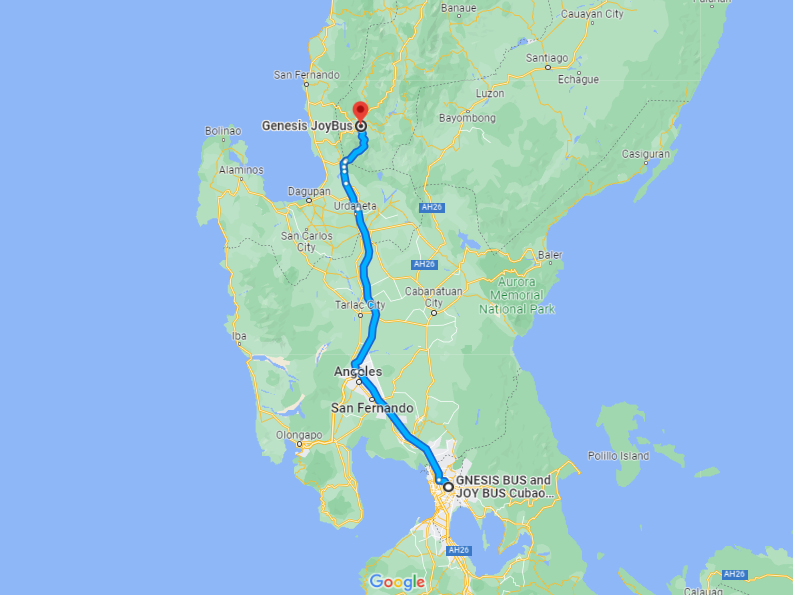 Banaue
Cauayan City
Santiago
San Fernando
Echague
Luzon
Genesis JoyBus
Bayombong
Bolinao
Casiguran
Alaminos
Dagupan
Urdaneta
AH26
San Carlos
City
Baler
AH26
Aurora
Memorial
National Park
Cabanatuan
City
Tarlac City
Iba
Angeles
San Fernando
Olongapo
Polillo Island
GNESIS BUS and
JOY BUS Cubao...
AH26
AH26
Google
Calauag